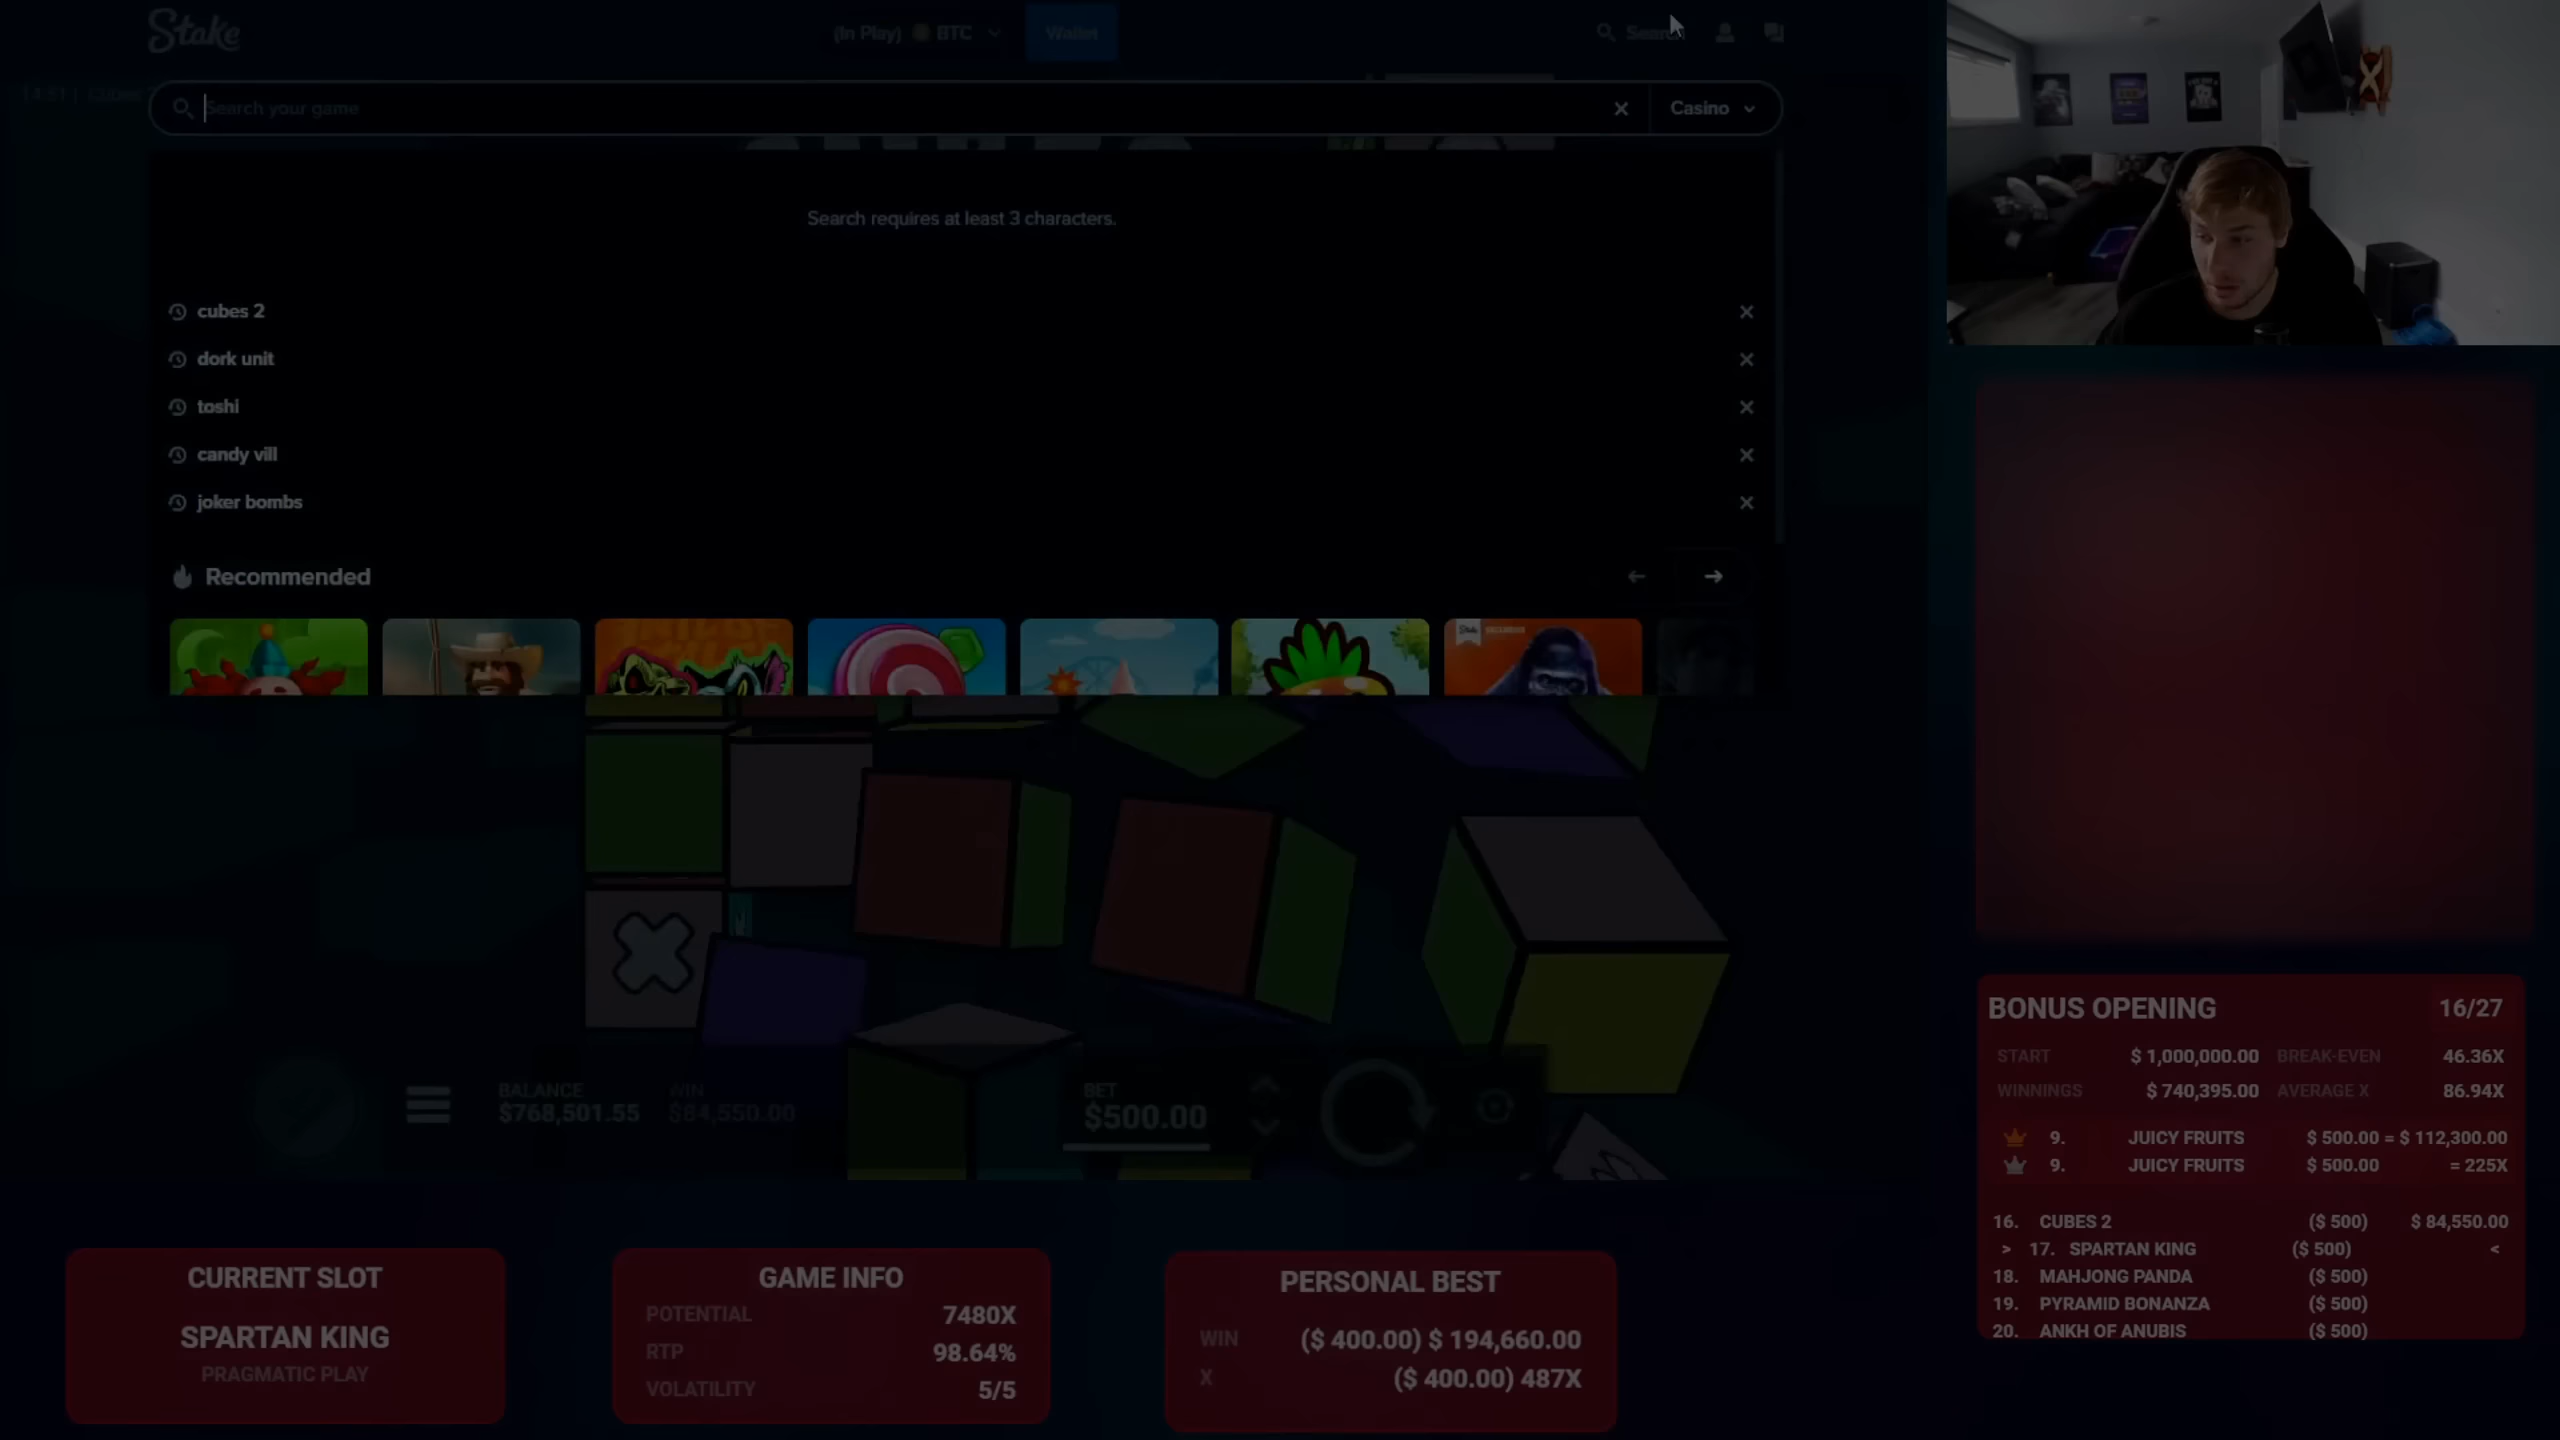 Stake
(In Play) BTC
Wallet
Search
Search your game
Casino
Search requires at least 3 characters.
cubes 2
dork unit
toshi
candy vill
joker bombs
Recommended
BALANCE
$768,501.55
WIN
$84,550.00
BET
$500.00
BONUS OPENING 16/27
START $ 1,000,000.00 BREAK-EVEN 46.36X
WINNINGS $ 740,395.00 AVERAGE X 86.94X
9. JUICY FRUITS $ 500.00 = $ 112,300.00
9. JUICY FRUITS $ 500.00 = 225X
16. CUBES 2 ($ 500) $ 84,550.00
> 17. SPARTAN KING ($ 500) <
18. MAHJONG PANDA ($ 500)
19. PYRAMID BONANZA ($ 500)
20. ANKH OF ANUBIS ($ 500)
CURRENT SLOT
SPARTAN KING
PRAGMATIC PLAY
GAME INFO
POTENTIAL 7480X
RTP 98.64%
VOLATILITY 5/5
PERSONAL BEST
WIN ($ 400.00) $ 194,660.00
X ($ 400.00) 487X